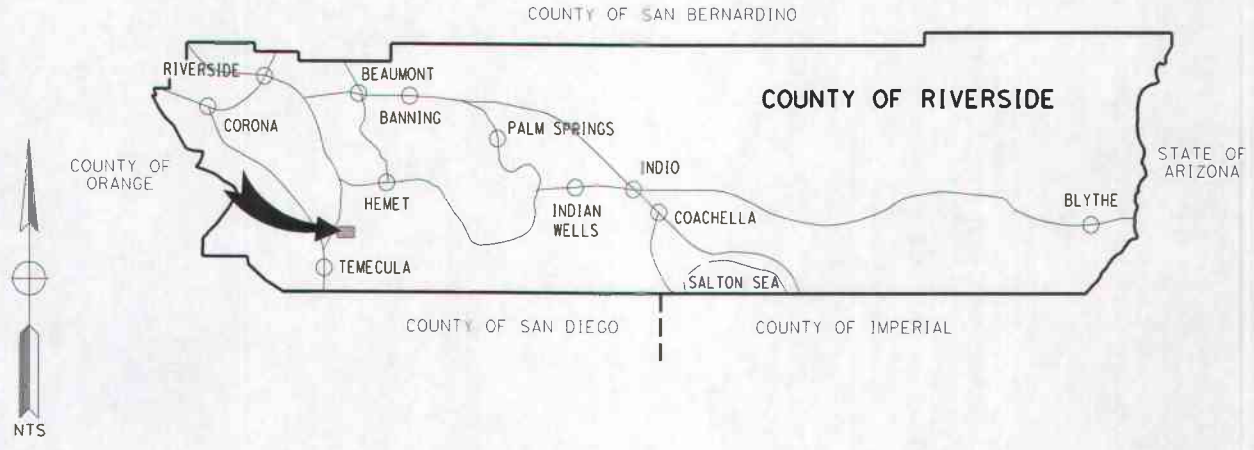 COUNTY OF SAN BERNARDINO
RIVERSIDE
BEAUMONT
COUNTY OF RIVERSIDE
BANNING
CORONA
PALM SPRINGS
COUNTY OF
ORANGE
STATE OF
ARIZONA
INDIO
HEMET
INDIAN
WELLS
COACHELLA
BLYTHE
TEMECULA
SALTON SEA
COUNTY OF SAN DIEGO
COUNTY OF IMPERIAL
NTS